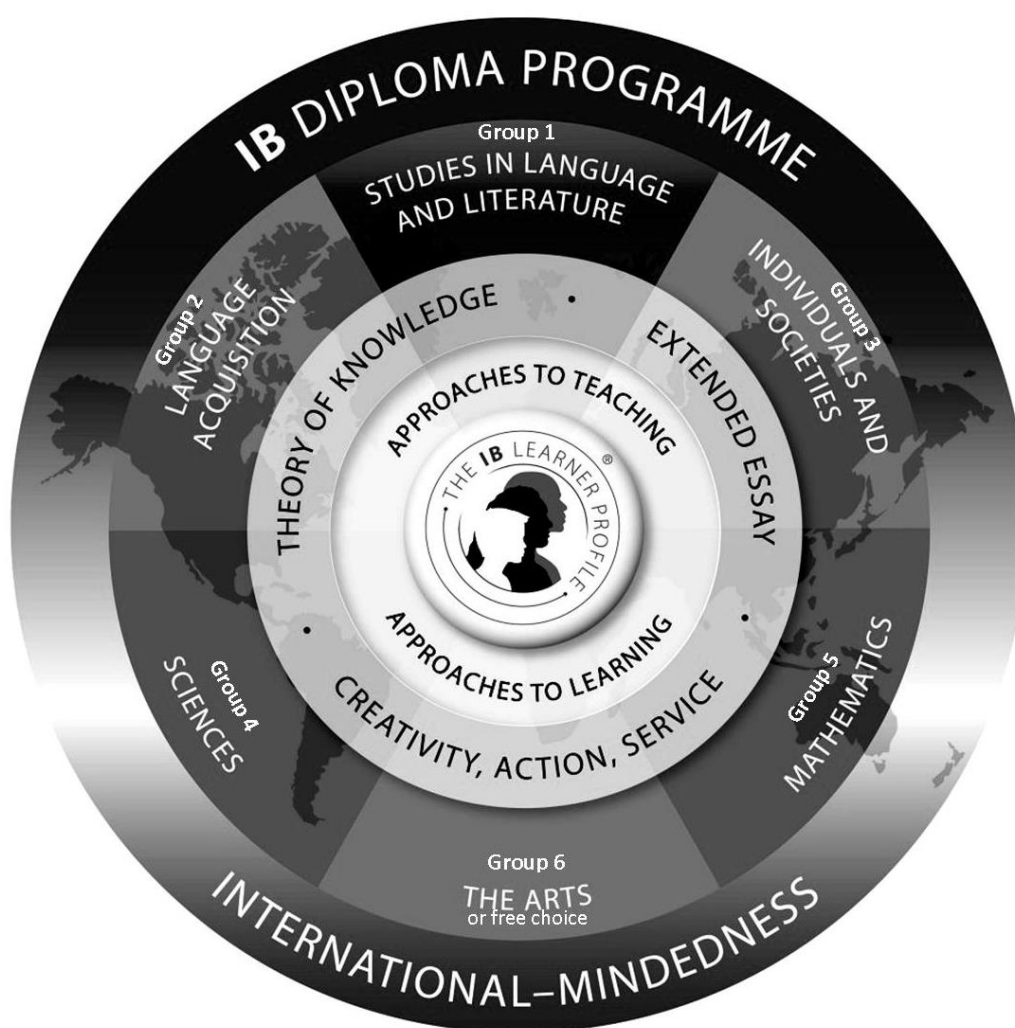 IB DIPLOMA PROGRAMME
Group 1
STUDIES IN LANGUAGE
AND LITERATURE
Group 2
LANGUAGE
ACQUISITION
Group 3
INDIVIDUALS AND
SOCIETIES
THEORY OF KNOWLEDGE
EXTENDED ESSAY
APPROACHES TO TEACHING
THE IB LEARNER PROFILE®
APPROACHES TO LEARNING
CREATIVITY, ACTION, SERVICE
Group 4
SCIENCES
Group 5
MATHEMATICS
Group 6
THE ARTS
or free choice
INTERNATIONAL–MINDEDNESS